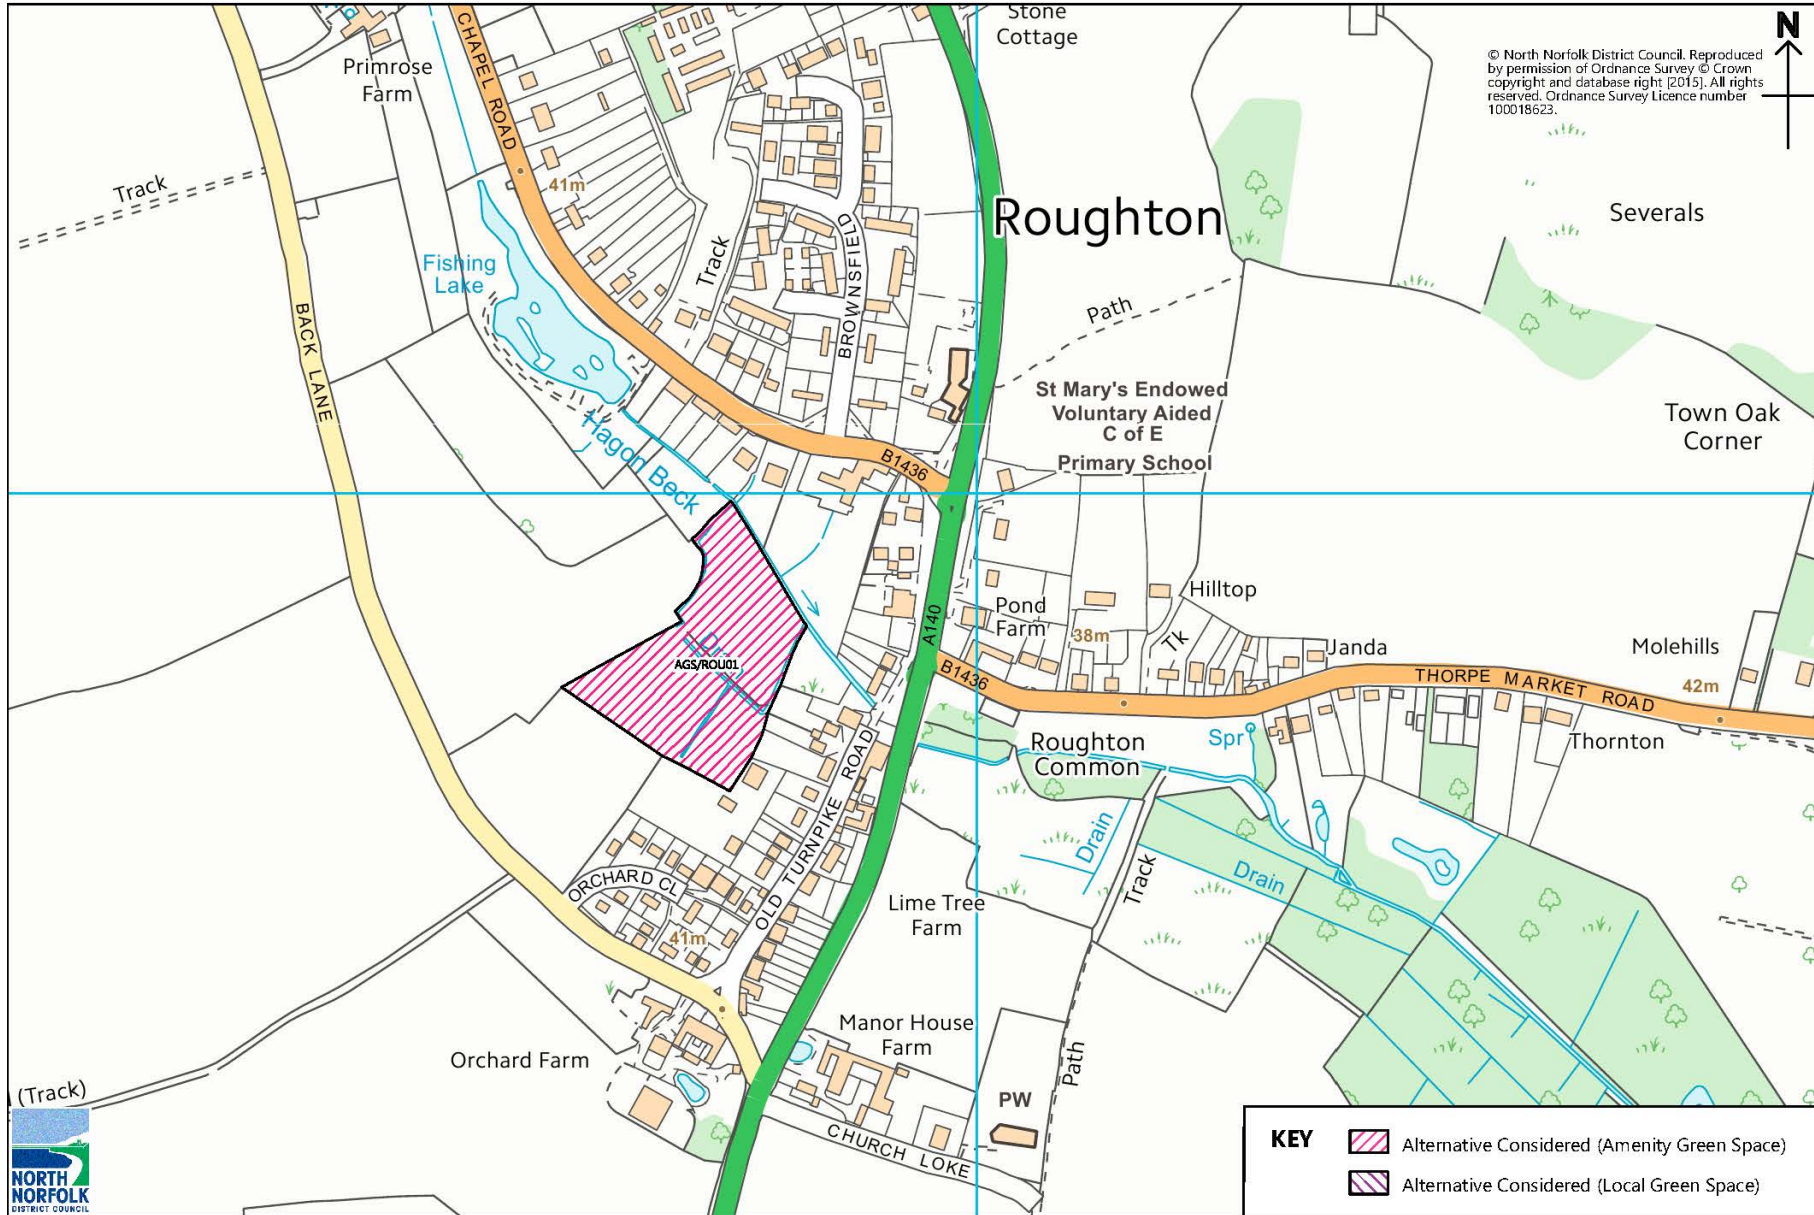 Stone
Cottage
N
© North Norfolk District Council. Reproduced
by permission of Ordnance Survey © Crown
copyright and database right [2015]. All rights
reserved. Ordnance Survey Licence number
100018623.
Primrose
Farm
CHAPEL ROAD
Track
41m
Roughton
Severals
Fishing
Lake
Track
BROWNSFIELD
Path
BACK LANE
St Mary's Endowed
Voluntary Aided
C of E
Primary School
Town Oak
Corner
Hagon Beck
B1436
Hilltop
Pond
Farm
A140
38m
Tk
Janda
Molehills
AGS/ROU01
B1436
THORPE MARKET ROAD
42m
Roughton
Common
Spr
Thornton
OLD TURNPIKE ROAD
Drain
Drain
Track
ORCHARD CL
Lime Tree
Farm
41m
Manor House
Farm
Orchard Farm
Path
(Track)
PW
CHURCH LOKE
NORTH
NORFOLK
DISTRICT COUNCIL
KEY
Alternative Considered (Amenity Green Space)
Alternative Considered (Local Green Space)